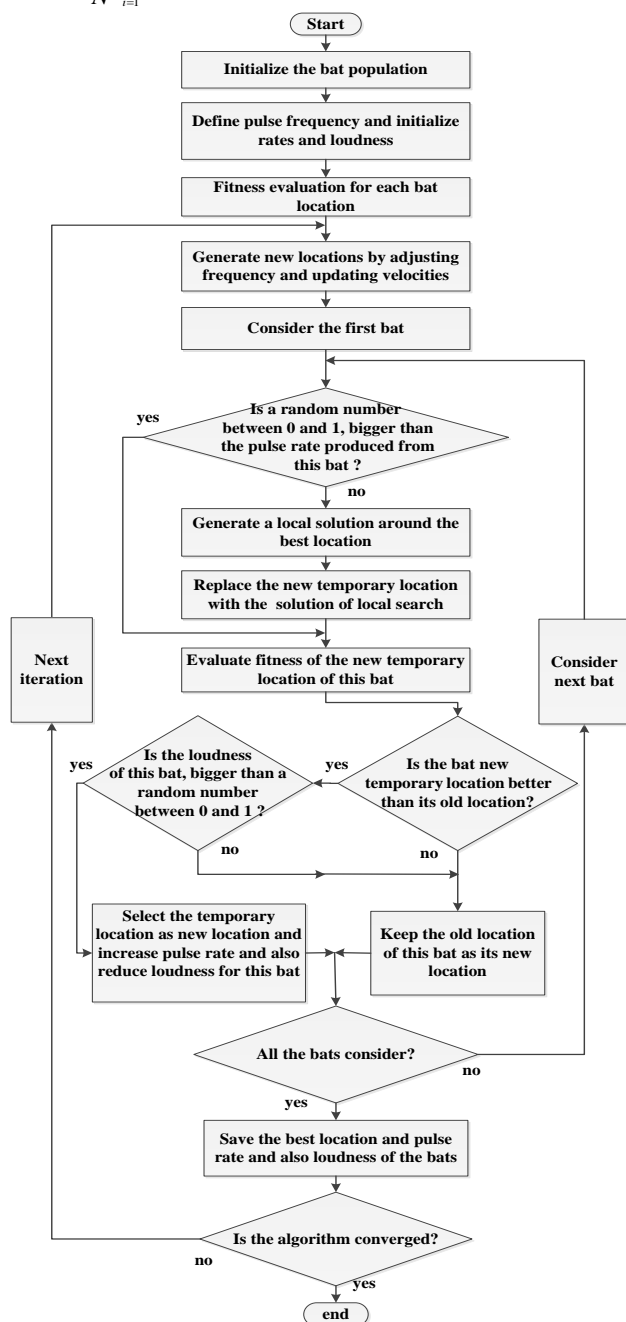 N i=1
Start
Initialize the bat population
Define pulse frequency and initialize
rates and loudness
Fitness evaluation for each bat
location
Generate new locations by adjusting
frequency and updating velocities
Consider the first bat
Is a random number
between 0 and 1, bigger than
the pulse rate produced from
this bat ?
yes
no
Generate a local solution around the
best location
Replace the new temporary location
with the solution of local search
Next
iteration
Evaluate fitness of the new temporary
location of this bat
Consider
next bat
Is the loudness
of this bat, bigger than a
random number
between 0 and 1 ?
yes
yes
Is the bat new
temporary location better
than its old location?
no
no
Select the temporary
location as new location and
increase pulse rate and also
reduce loudness for this bat
Keep the old location
of this bat as its new
location
All the bats consider?
no
yes
Save the best location and pulse
rate and also loudness of the bats
Is the algorithm converged?
no
yes
end